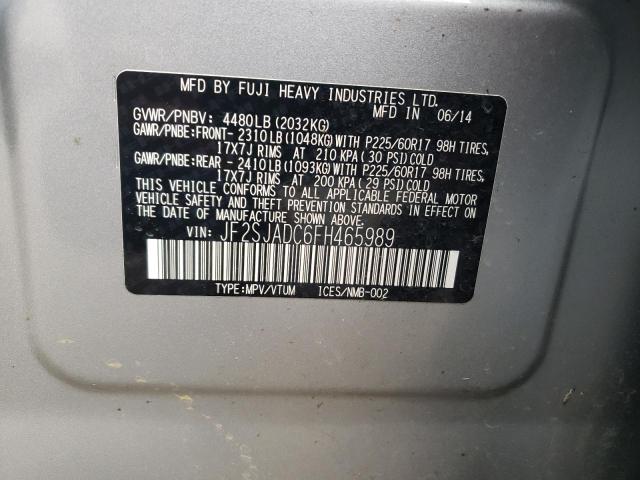 MFD BY FUJI HEAVY INDUSTRIES LTD.
MFD IN 06/14
GVWR/PNBV: 4480LB (2032KG)
GAWR/PNBE:FRONT- 2310LB (1048KG) WITH P225/60R17 98H TIRES,
17X7J RIMS AT 210 KPA ( 30 PSI) COLD
GAWR/PNBE:REAR - 2410LB (1093KG) WITH P225/60R17 98H TIRES,
17X7J RIMS AT 200 KPA ( 29 PSI) COLD
THIS VEHICLE CONFORMS TO ALL APPLICABLE FEDERAL MOTOR
VEHICLE SAFETY AND THEFT PREVENTION STANDARDS IN EFFECT ON
THE DATE OF MANUFACTURE SHOWN ABOVE.
VIN: JF2SJADC6FH465989
TYPE:MPV/VTUM ICES/NMB-002